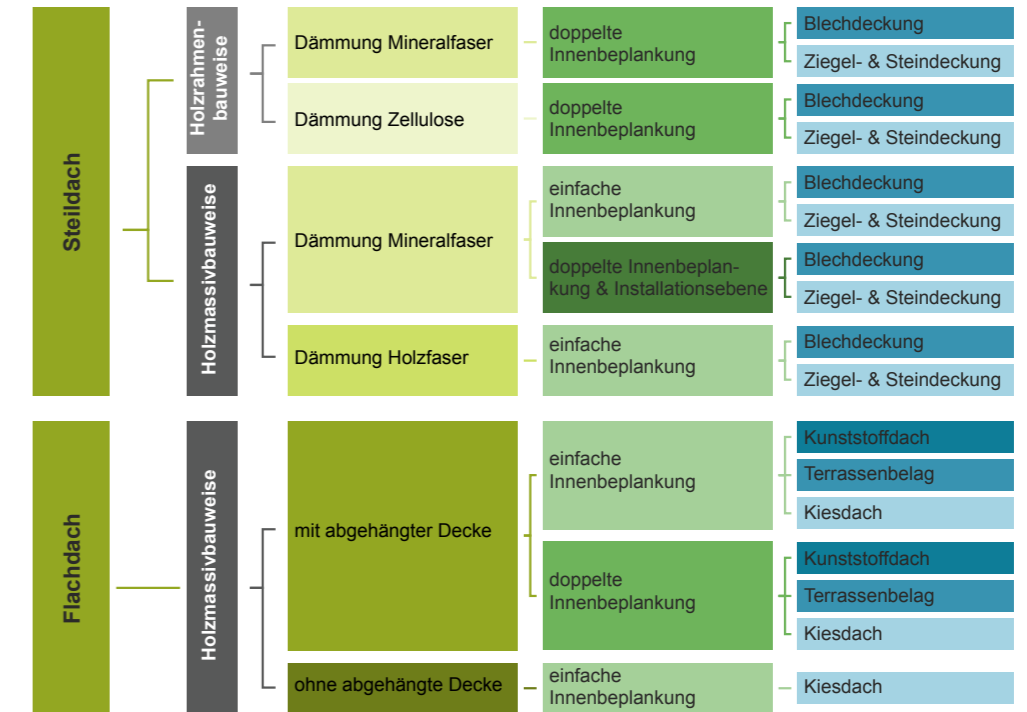 Steildach
Holzrahmen-
bauweise
Dämmung Mineralfaser
doppelte
Innenbeplankung
Blechdeckung
Ziegel- & Steindeckung
Dämmung Zellulose
doppelte
Innenbeplankung
Blechdeckung
Ziegel- & Steindeckung
Holzmassivbauweise
Dämmung Mineralfaser
einfache
Innenbeplankung
Blechdeckung
Ziegel- & Steindeckung
doppelte Innenbeplan-
kung & Installationsebene
Blechdeckung
Ziegel- & Steindeckung
Dämmung Holzfaser
einfache
Innenbeplankung
Blechdeckung
Ziegel- & Steindeckung
Flachdach
Holzmassivbauweise
mit abgehängter Decke
einfache
Innenbeplankung
Kunststoffdach
Terrassenbelag
Kiesdach
doppelte
Innenbeplankung
Kunststoffdach
Terrassenbelag
Kiesdach
ohne abgehängte Decke
einfache
Innenbeplankung
Kiesdach